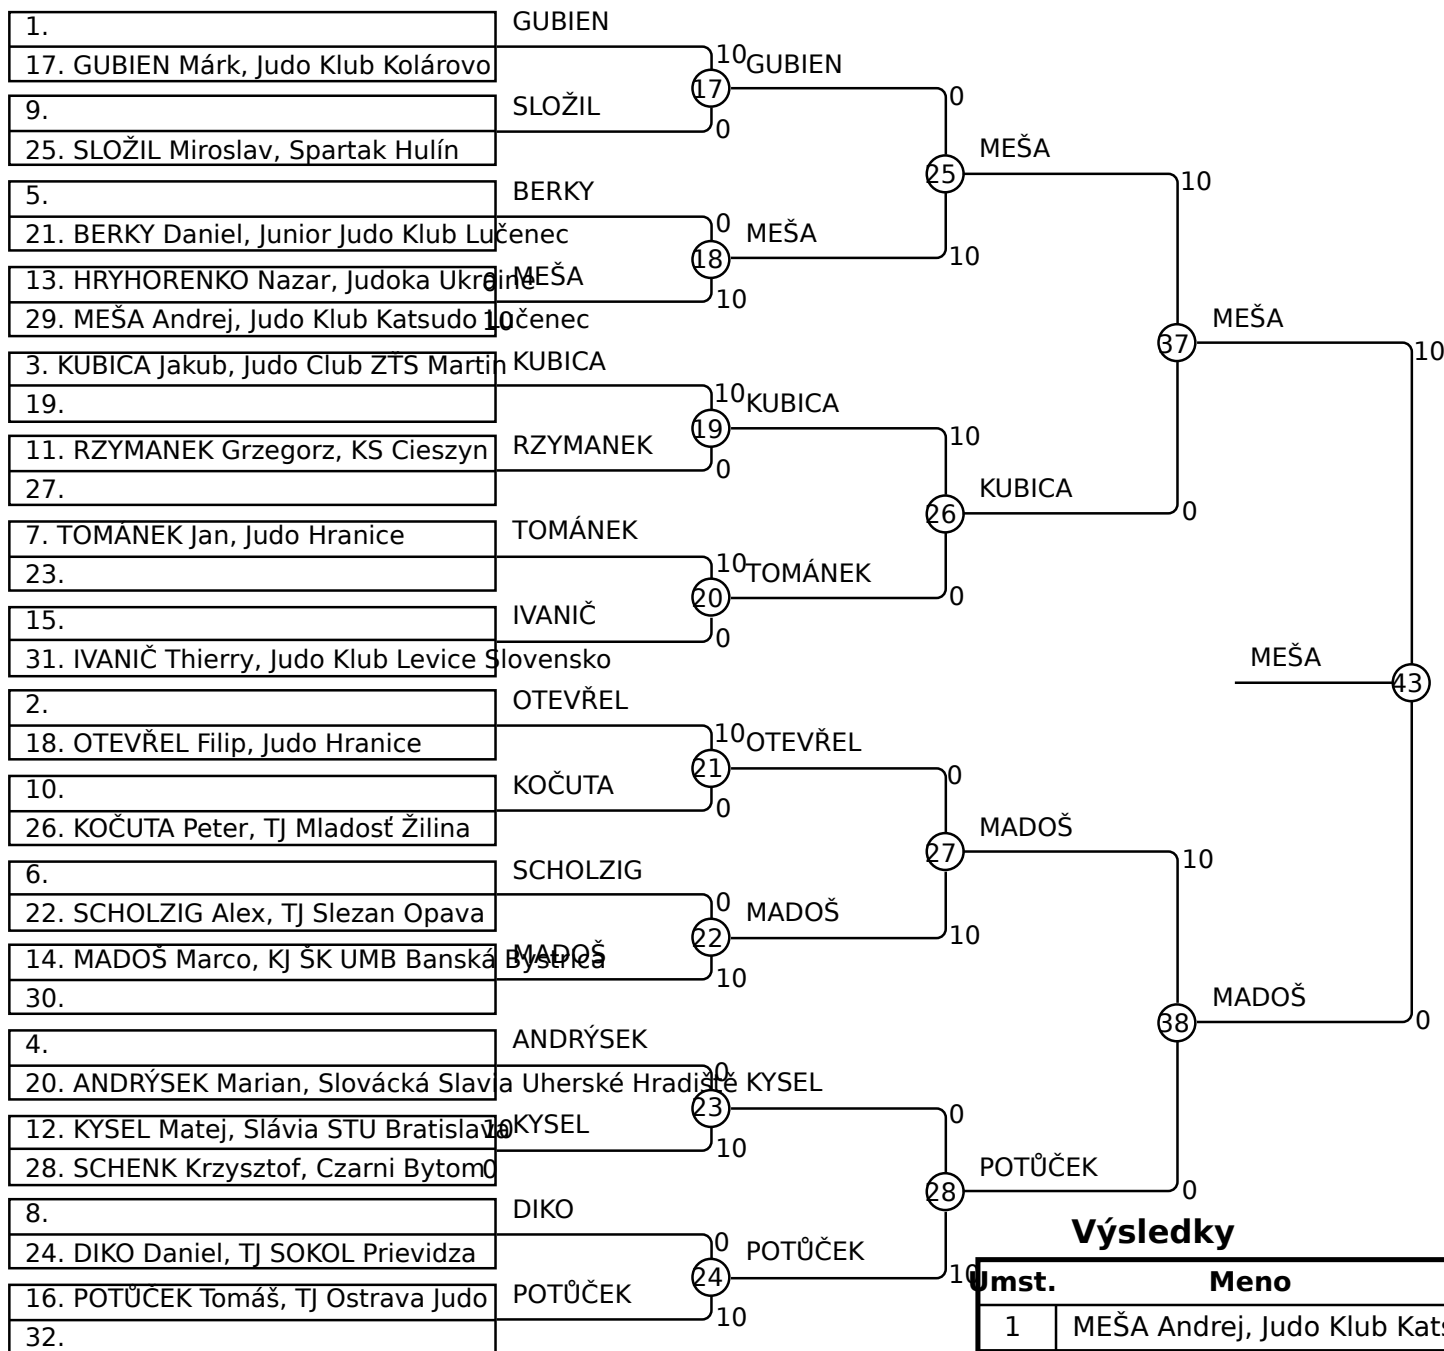 1.
17. GUBIEN Márk, Judo Klub Kolárovo
9.
25. SLOŽIL Miroslav, Spartak Hulín
5.
21. BERKY Daniel, Junior Judo Klub Lučenec
13. HRYHORENKO Nazar, Judoka Ukraine 0
29. MEŠA Andrej, Judo Klub Katsudo Lučenec 10
3. KUBICA Jakub, Judo Club ZŤS Martin
19.
11. RZYMANEK Grzegorz, KS Cieszyn
27.
7. TOMÁNEK Jan, Judo Hranice
23.
15.
31. IVANIČ Thierry, Judo Klub Levice Slovensko
2.
18. OTEVŘEL Filip, Judo Hranice
10.
26. KOČUTA Peter, TJ Mladosť Žilina
6.
22. SCHOLZIG Alex, TJ Slezan Opava
14. MADOŠ Marco, KJ ŠK UMB Banská Bystrica
30.
4.
20. ANDRÝSEK Marian, Slovácká Slavia Uherské Hradiště
12. KYSEL Matej, Slávia STU Bratislava 10
28. SCHENK Krzysztof, Czarni Bytom 0
8.
24. DIKO Daniel, TJ SOKOL Prievidza
16. POTŮČEK Tomáš, TJ Ostrava Judo
32.
GUBIEN
10
17
SLOŽIL
0
BERKY
0
18
MEŠA
10
KUBICA
10
19
RZYMANEK
0
TOMÁNEK
10
20
IVANIČ
0
OTEVŘEL
10
21
KOČUTA
0
SCHOLZIG
0
22
MADOŠ
10
ANDRÝSEK
0
23
KYSEL
10
DIKO
0
24
POTŮČEK
10
GUBIEN
0
25
MEŠA
10
KUBICA
10
26
TOMÁNEK
0
OTEVŘEL
0
27
MADOŠ
10
KYSEL
0
28
POTŮČEK
10
MEŠA
10
37
KUBICA
0
MADOŠ
10
38
POTŮČEK
0
MEŠA
10
MEŠA
43
MADOŠ
0
Výsledky
Umst. Meno
1 MEŠA Andrej, Judo Klub Kats